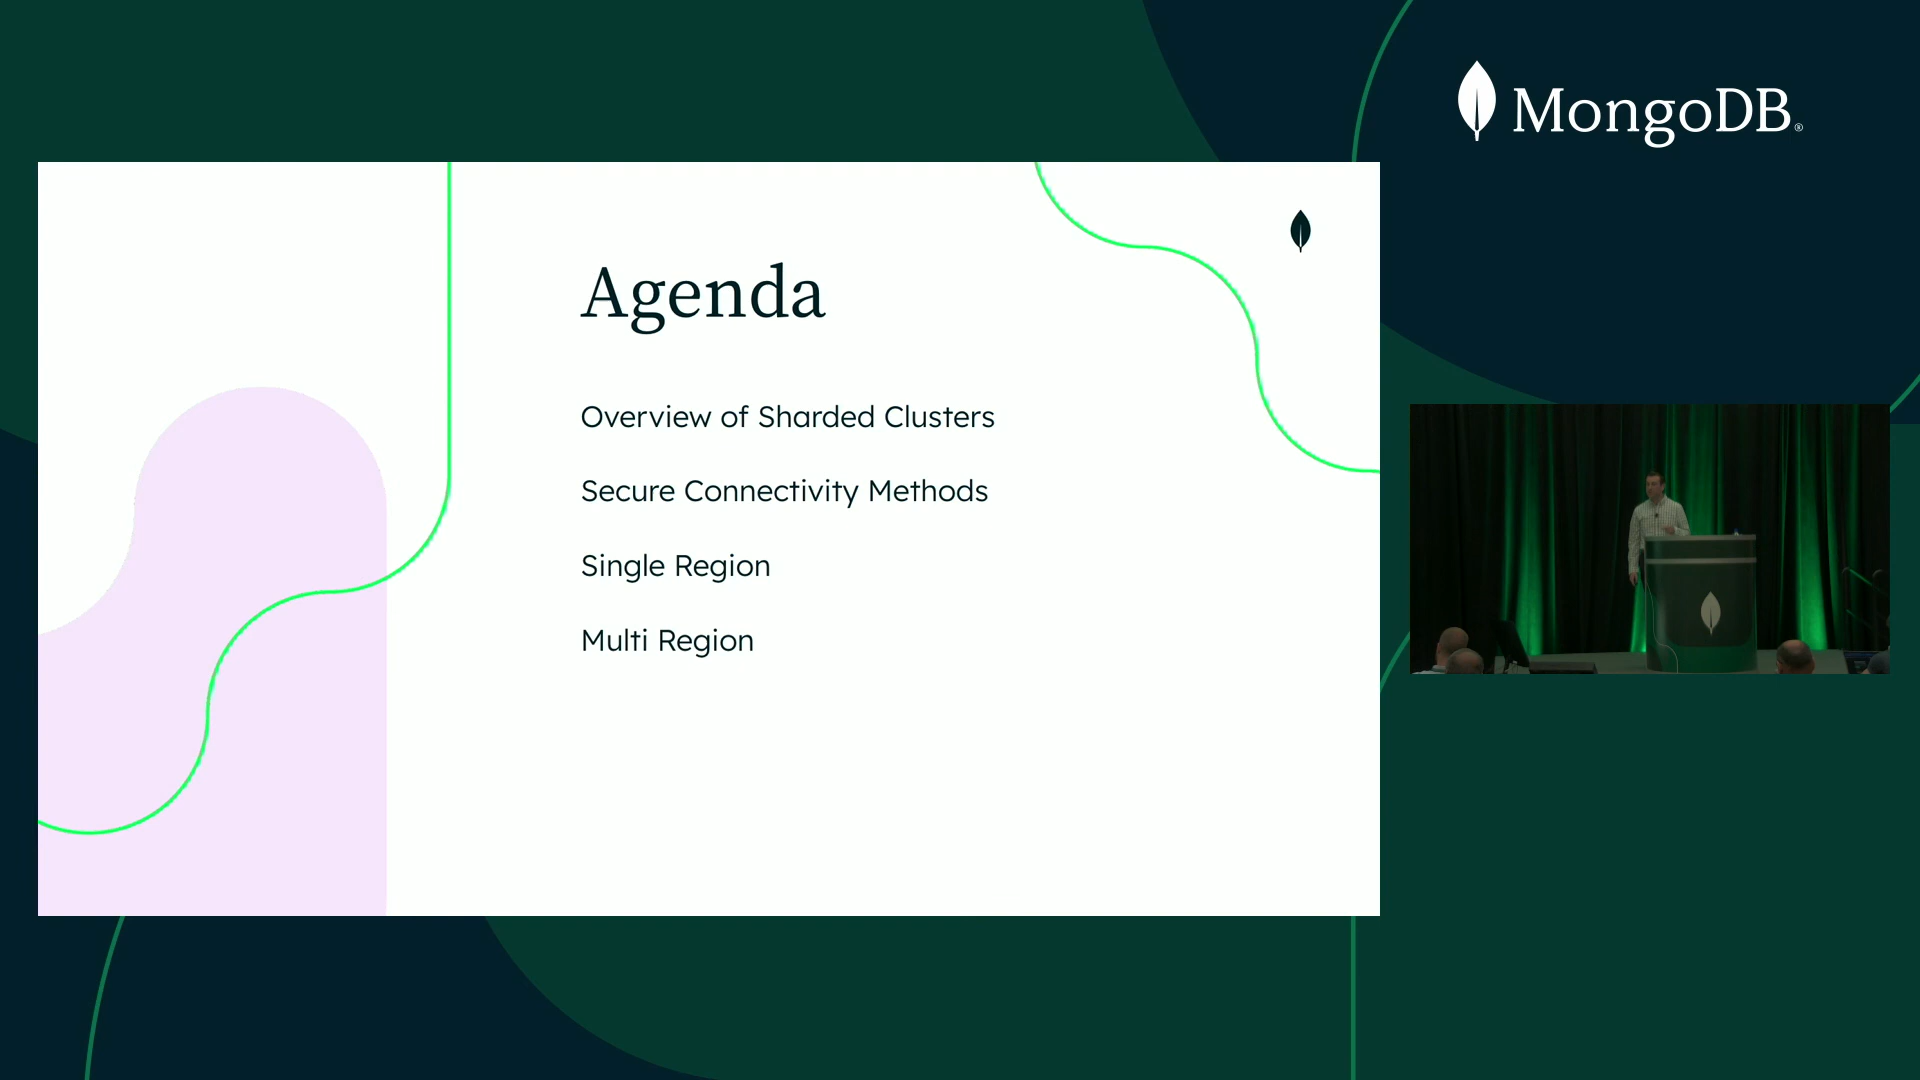 MongoDB®
Agenda
Overview of Sharded Clusters
Secure Connectivity Methods
Single Region
Multi Region